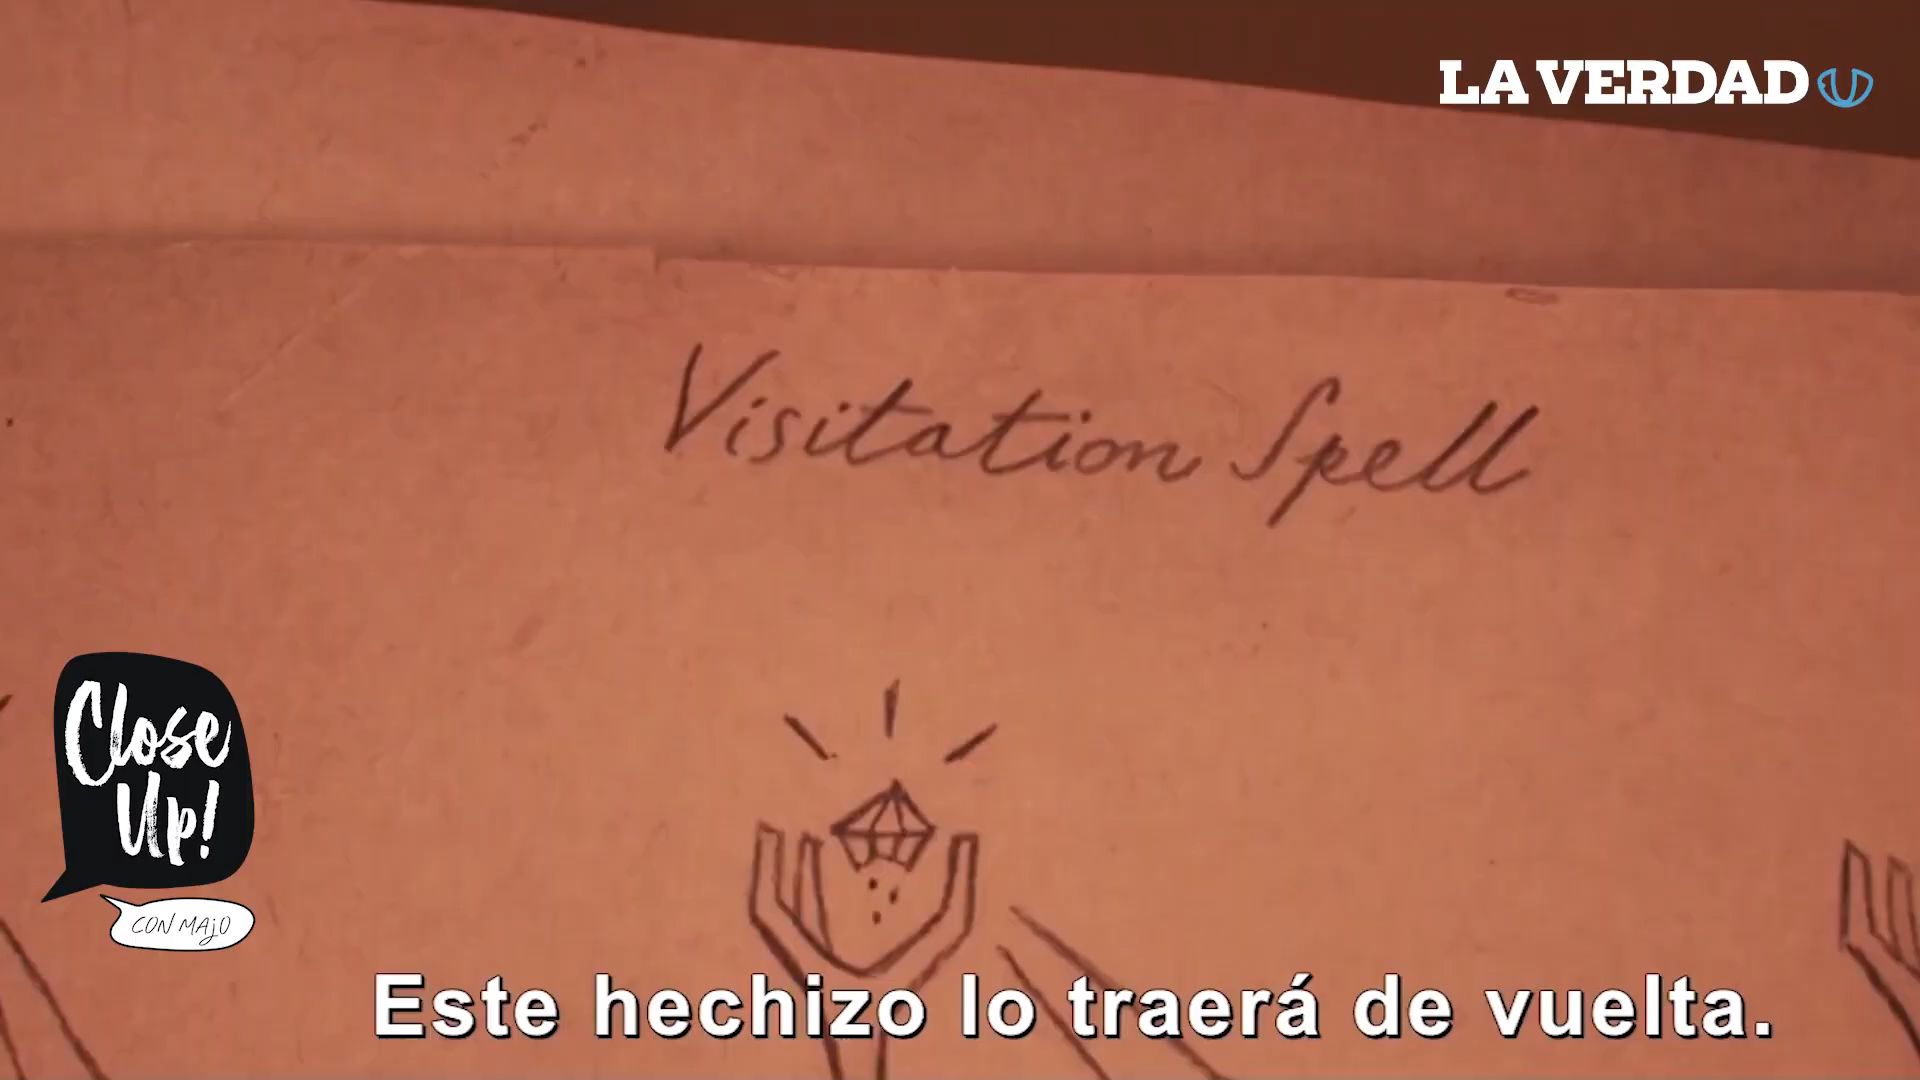 LA VERDAD
Visitation Spell
Close
Up!
CON MAJO
Este hechizo lo traerá de vuelta.